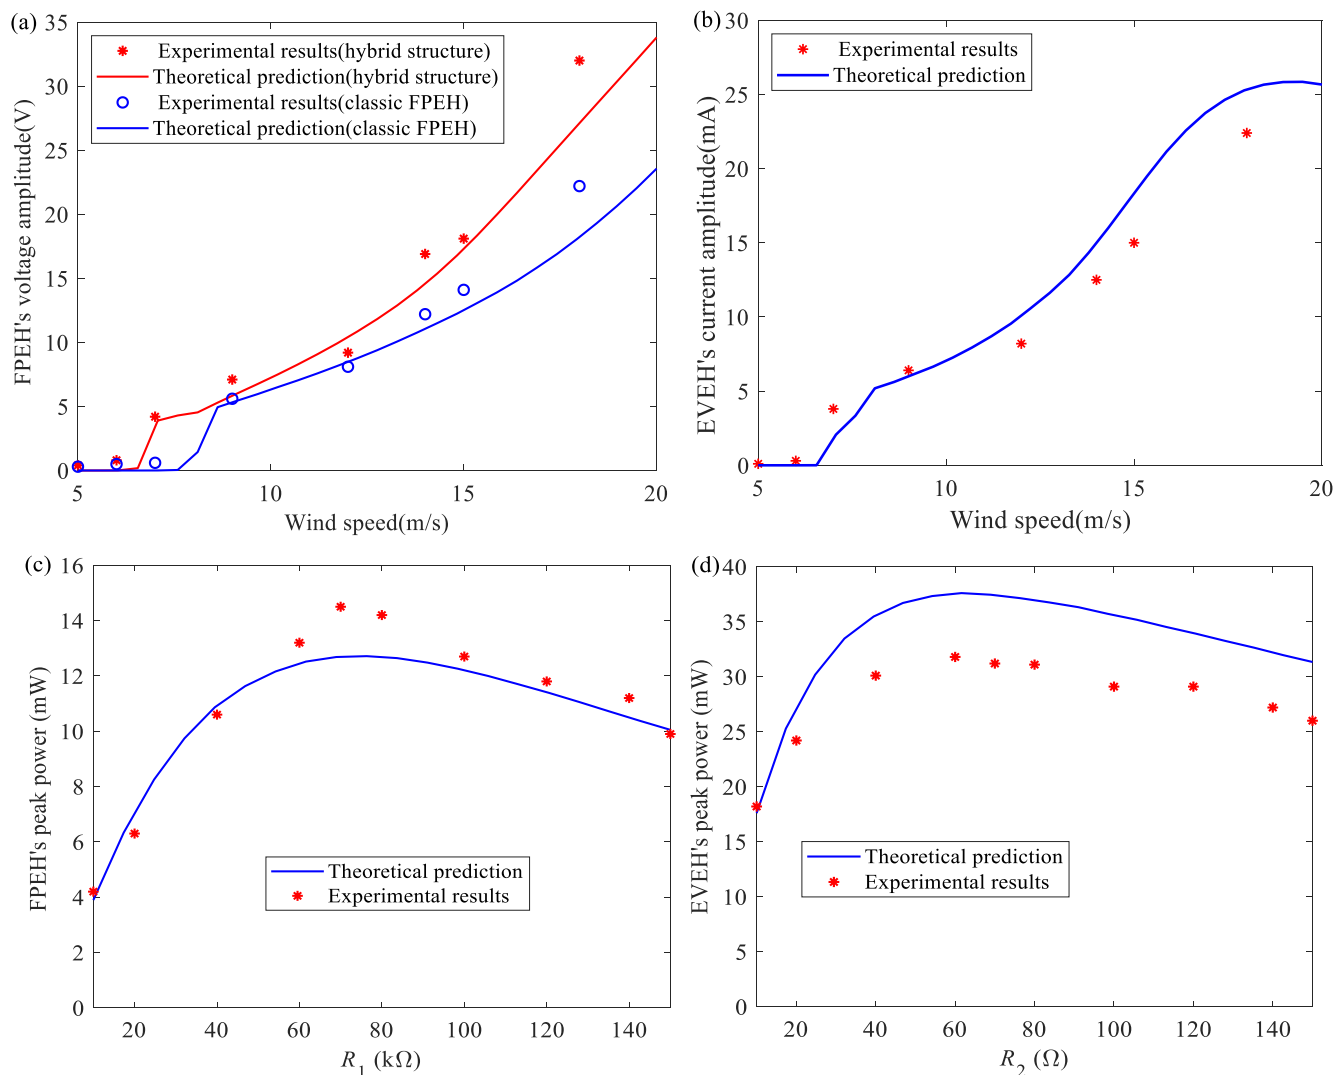 (a)
35
30
25
20
15
10
5
0
FPEH's voltage amplitude(V)
Experimental results(hybrid structure)
Theoretical prediction(hybrid structure)
Experimental results(classic FPEH)
Theoretical prediction(classic FPEH)
5 10 15 20
Wind speed(m/s)
(b)
30
25
20
15
10
5
0
EVEH's current amplitude(mA)
Experimental results
Theoretical prediction
5 10 15 20
Wind speed(m/s)
(c)
16
14
12
10
8
6
4
2
0
FPEH's peak power (mW)
Theoretical prediction
Experimental results
20 40 60 80 100 120 140
R1 (kΩ)
(d)
40
35
30
25
20
15
10
5
0
EVEH's peak power (mW)
Theoretical prediction
Experimental results
20 40 60 80 100 120 140
R2 (Ω)